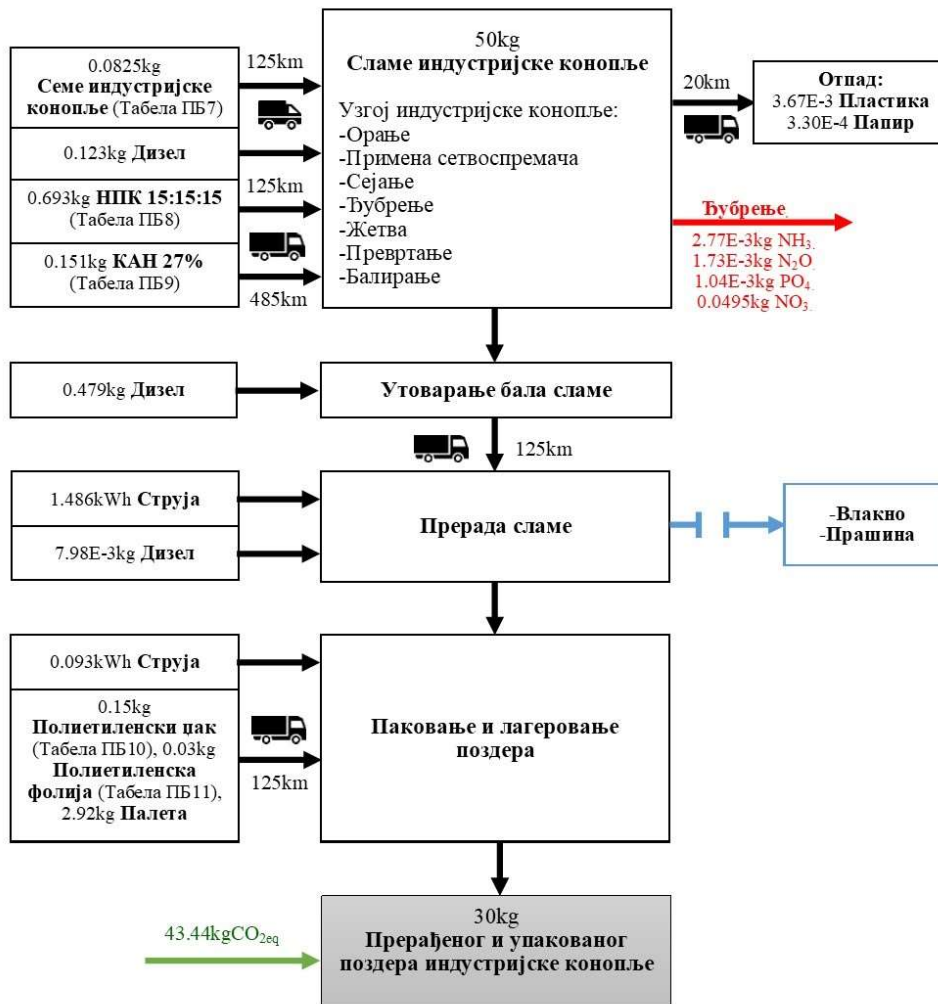 50kg
Сламе индустријске конопље
Узгој индустријске конопље:
-Орање
-Примена сетвоспремача
-Сејање
-Ђубрење
-Жетва
-Превртање
-Балирање
0.0825kg
Семе индустријске
конопље (Табела ПБ7)
125km
0.123kg Дизел
0.693kg НПК 15:15:15
(Табела ПБ8)
125km
0.151kg КАН 27%
(Табела ПБ9)
485km
20km
Отпад:
3.67E-3 Пластика
3.30E-4 Папир
Ђубрење
2.77E-3kg NH3
1.73E-3kg N2O
1.04E-3kg PO4
0.0495kg NO3
0.479kg Дизел
Утоварање бала сламе
125km
1.486kWh Струја
7.98E-3kg Дизел
Прерада сламе
-Влакно
-Прашина
0.093kWh Струја
0.15kg
Полиетиленски џак
(Табела ПБ10), 0.03kg
Полиетиленска
фолија (Табела ПБ11),
2.92kg Палета
125km
Паковање и лагеровање
поздера
43.44kgCO2eq
30kg
Прерађеног и упакованог
поздера индустријске конопље